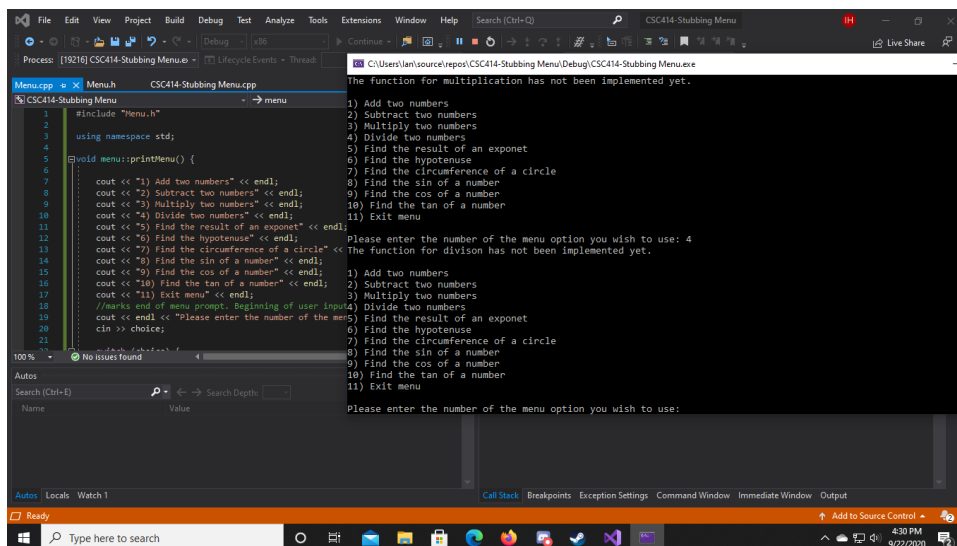 File Edit View Project Build Debug Test Analyze Tools Extensions Window Help Search (Ctrl+Q) CSC414-Stubbing Menu IH
Debug x86 Continue Live Share
Process: [19216] CSC414-Stubbing Menu.e Lifecycle Events Thread:
Menu.cpp Menu.h CSC414-Stubbing Menu.cpp
CSC414-Stubbing Menu menu
1 #include "Menu.h"
2
3 using namespace std;
4
5 void menu::printMenu() {
6
7 cout << "1) Add two numbers" << endl;
8 cout << "2) Subtract two numbers" << endl;
9 cout << "3) Multiply two numbers" << endl;
10 cout << "4) Divide two numbers" << endl;
11 cout << "5) Find the result of an exponet" << endl;
12 cout << "6) Find the hypotenuse" << endl;
13 cout << "7) Find the circumference of a circle" <<
14 cout << "8) Find the sin of a number" << endl;
15 cout << "9) Find the cos of a number" << endl;
16 cout << "10) Find the tan of a number" << endl;
17 cout << "11) Exit menu" << endl;
18 //marks end of menu prompt. Beginning of user input
19 cout << endl << "Please enter the number of the men
20 cin >> choice;
21
100 % No issues found
C:\Users\Ian\source\repos\CSC414-Stubbing Menu\Debug\CSC414-Stubbing Menu.exe
The function for multiplication has not been implemented yet.
1) Add two numbers
2) Subtract two numbers
3) Multiply two numbers
4) Divide two numbers
5) Find the result of an exponet
6) Find the hypotenuse
7) Find the circumference of a circle
8) Find the sin of a number
9) Find the cos of a number
10) Find the tan of a number
11) Exit menu
Please enter the number of the menu option you wish to use: 4
The function for divison has not been implemented yet.
1) Add two numbers
2) Subtract two numbers
3) Multiply two numbers
4) Divide two numbers
5) Find the result of an exponet
6) Find the hypotenuse
7) Find the circumference of a circle
8) Find the sin of a number
9) Find the cos of a number
10) Find the tan of a number
11) Exit menu
Please enter the number of the menu option you wish to use:
Autos
Search (Ctrl+E) Search Depth:
Name Value
Autos Locals Watch 1
Call Stack Breakpoints Exception Settings Command Window Immediate Window Output
Ready Add to Source Control 2
Type here to search
4:30 PM
9/22/2020
2